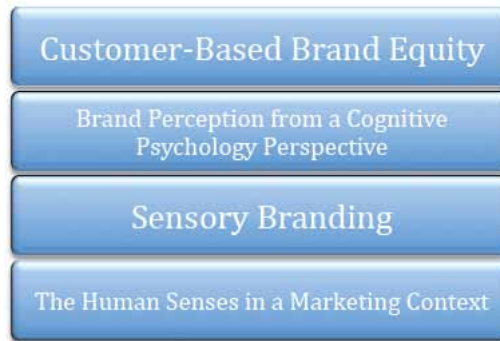 Customer-Based Brand Equity
Brand Perception from a Cognitive
Psychology Perspective
Sensory Branding
The Human Senses in a Marketing Context